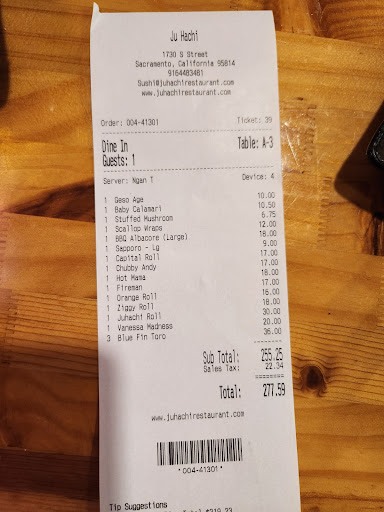 Ju Hachi
1730 S Street
Sacramento, California 95814
9164483481
Sushi@juhachirestaurant.com
www.juhachirestaurant.com
Order: 004-41301 Ticket: 39
Dine In Table: A-3
Guests: 1
Server: Ngan T Device: 4
1 Geso Age 10.00
1 Baby Calamari 10.50
1 Stuffed Mushroom 6.75
1 Scallop Wraps 12.00
1 BBQ Albacore (Large) 18.00
1 Sapporo - Lg 9.00
1 Capital Roll 17.00
1 Chubby Andy 17.00
1 Hot Mama 18.00
1 Fireman 17.00
1 Orange Roll 16.00
1 Ziggy Roll 18.00
1 Juhachi Roll 30.00
1 Vanessa Madness 20.00
3 Blue Fin Toro 36.00
Sub Total: 255.25
Sales Tax: 22.34
Total: 277.59
www.juhachirestaurant.com
*004-41301*
Tip Suggestions
$319.23